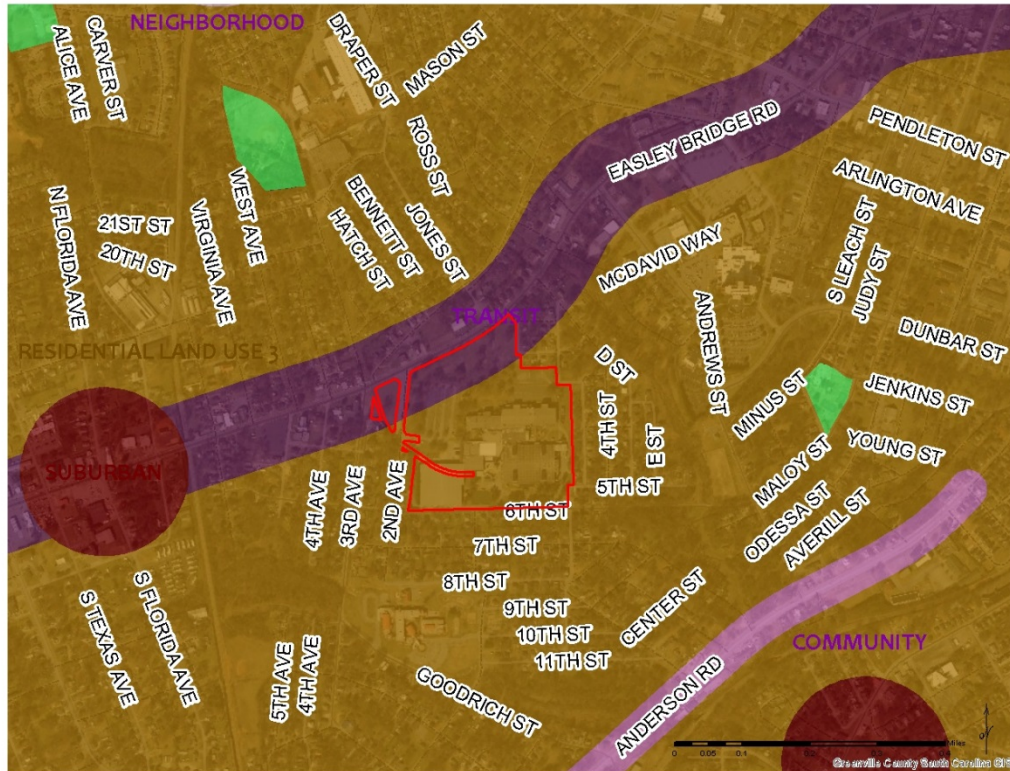 NEIGHBORHOOD
CARVER ST
ALICE AVE
DRAPER ST
MASON ST
ROSS ST
EASLEY BRIDGE RD
PENDLETON ST
ARLINGTON AVE
WEST AVE
BENNETT ST
JONES ST
HATCH ST
N FLORIDA AVE
21ST ST
20TH ST
VIRGINIA AVE
MCDAVID WAY
S LEACH ST
JUDY ST
TRANSIT
ANDREWS ST
DUNBAR ST
RESIDENTIAL LAND USE 3
D ST
MINUS ST
JENKINS ST
4TH ST
E ST
YOUNG ST
SUBURBAN
MALOY ST
4TH AVE
3RD AVE
2ND AVE
5TH ST
6TH ST
ODESSA ST
AVERILL ST
7TH ST
8TH ST
9TH ST
10TH ST
11TH ST
CENTER ST
S TEXAS AVE
S FLORIDA AVE
5TH AVE
4TH AVE
GOODRICH ST
ANDERSON RD
COMMUNITY
0
0.05
0.1
Miles
Greenville County South Carolina GIS